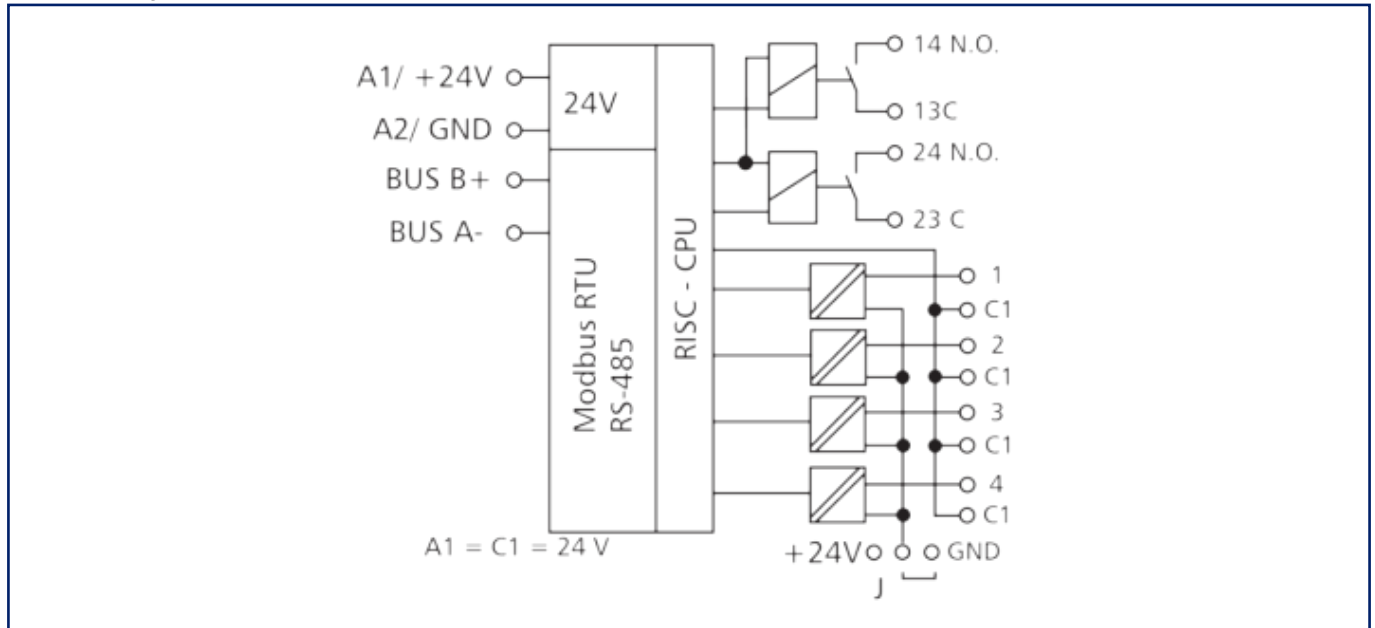 A1/ +24V
A2/ GND
BUS B+
BUS A-
24V
Modbus RTU
RS-485
RISC - CPU
14 N.O.
13C
24 N.O.
23 C
1
C1
2
C1
3
C1
4
C1
A1 = C1 = 24 V
+24V
GND
J